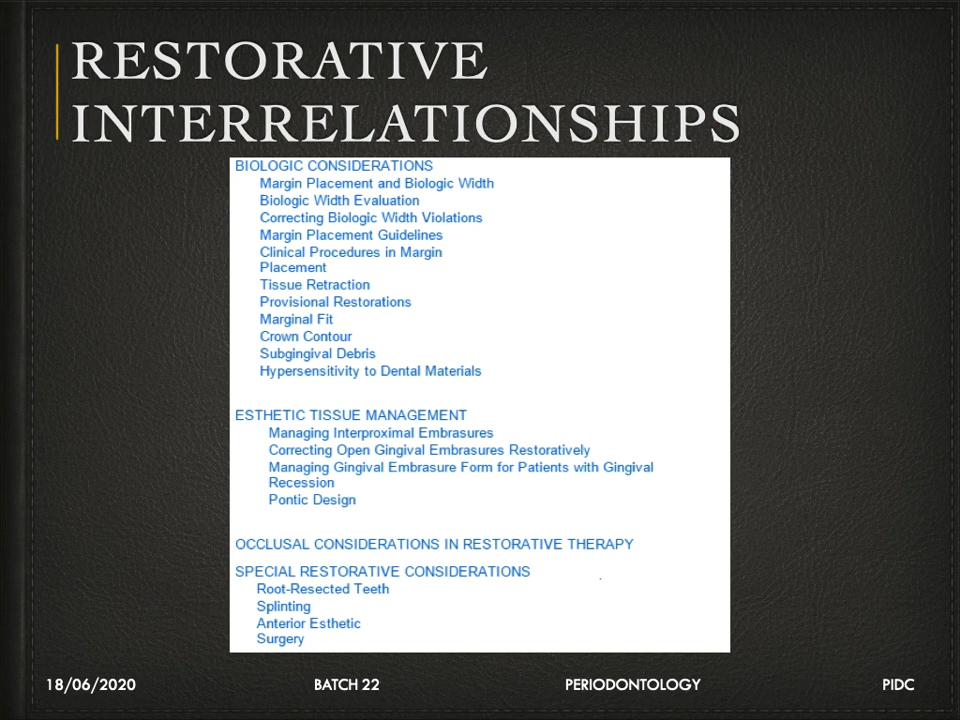 RESTORATIVE
INTERRELATIONSHIPS
BIOLOGIC CONSIDERATIONS
Margin Placement and Biologic Width
Biologic Width Evaluation
Correcting Biologic Width Violations
Margin Placement Guidelines
Clinical Procedures in Margin
Placement
Tissue Retraction
Provisional Restorations
Marginal Fit
Crown Contour
Subgingival Debris
Hypersensitivity to Dental Materials
ESTHETIC TISSUE MANAGEMENT
Managing Interproximal Embrasures
Correcting Open Gingival Embrasures Restoratively
Managing Gingival Embrasure Form for Patients with Gingival
Recession
Pontic Design
OCCLUSAL CONSIDERATIONS IN RESTORATIVE THERAPY
SPECIAL RESTORATIVE CONSIDERATIONS
Root-Resected Teeth
Splinting
Anterior Esthetic
Surgery
18/06/2020 BATCH 22 PERIODONTOLOGY PIDC